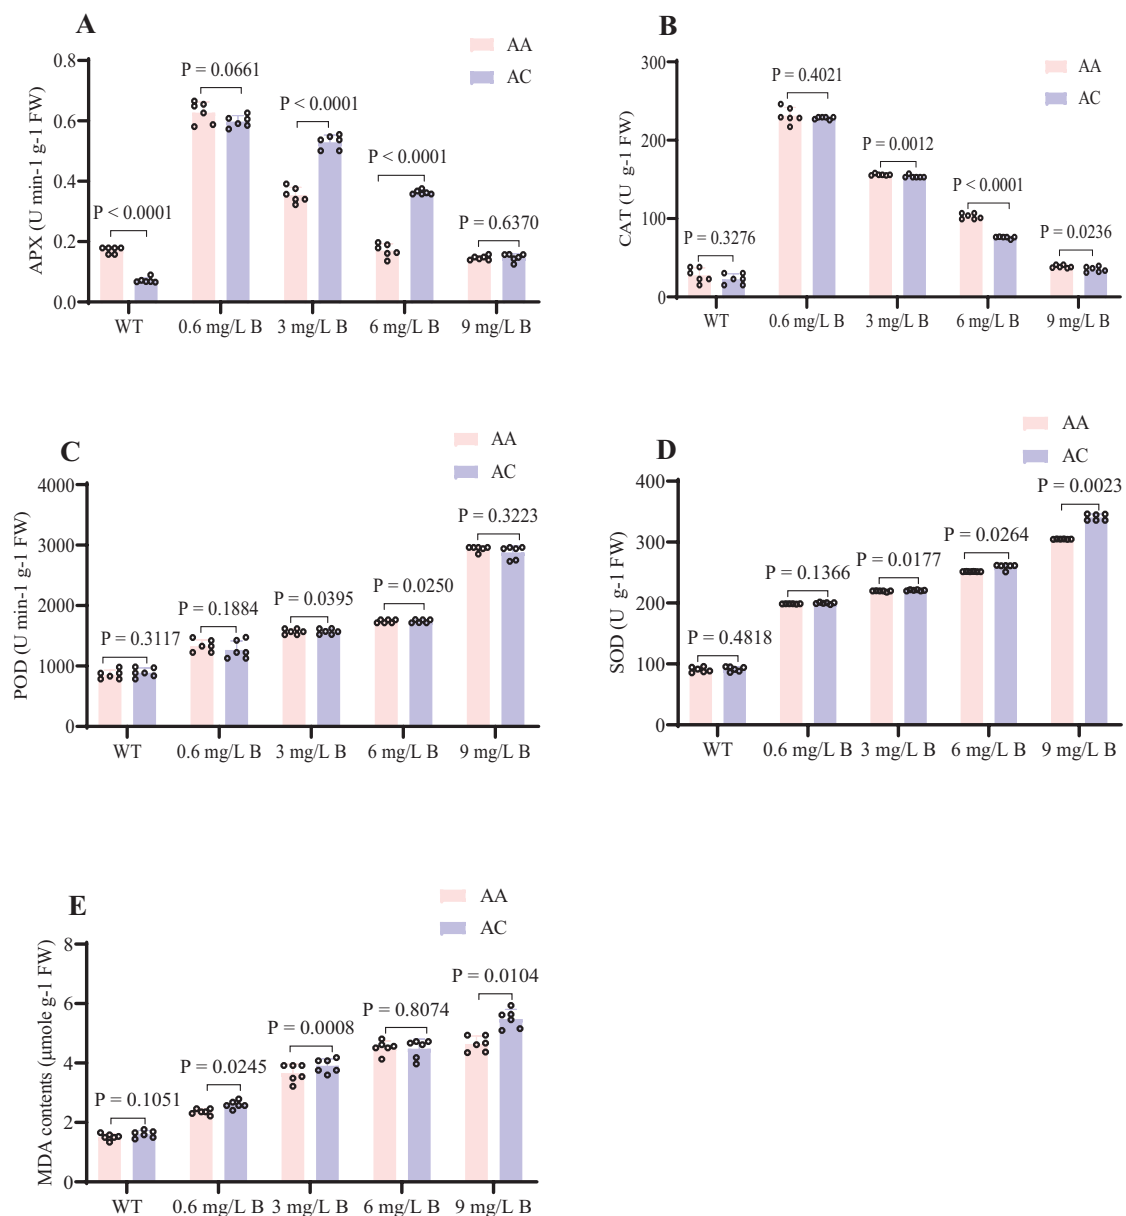 A
AA
AC
APX (U min-1 g-1 FW)
0.8
0.6
0.4
0.2
0.0
P < 0.0001
P = 0.0661
P < 0.0001
P < 0.0001
P = 0.6370
WT
0.6 mg/L B
3 mg/L B
6 mg/L B
9 mg/L B
B
AA
AC
CAT (U g-1 FW)
300
200
100
0
P = 0.3276
P = 0.4021
P = 0.0012
P < 0.0001
P = 0.0236
WT
0.6 mg/L B
3 mg/L B
6 mg/L B
9 mg/L B
C
AA
AC
POD (U min-1 g-1 FW)
4000
3000
2000
1000
0
P = 0.3117
P = 0.1884
P = 0.0395
P = 0.0250
P = 0.3223
WT
0.6 mg/L B
3 mg/L B
6 mg/L B
9 mg/L B
D
AA
AC
SOD (U g-1 FW)
400
300
200
100
0
P = 0.4818
P = 0.1366
P = 0.0177
P = 0.0264
P = 0.0023
WT
0.6 mg/L B
3 mg/L B
6 mg/L B
9 mg/L B
E
AA
AC
MDA contents (µmole g-1 FW)
8
6
4
2
0
P = 0.1051
P = 0.0245
P = 0.0008
P = 0.8074
P = 0.0104
WT
0.6 mg/L B
3 mg/L B
6 mg/L B
9 mg/L B